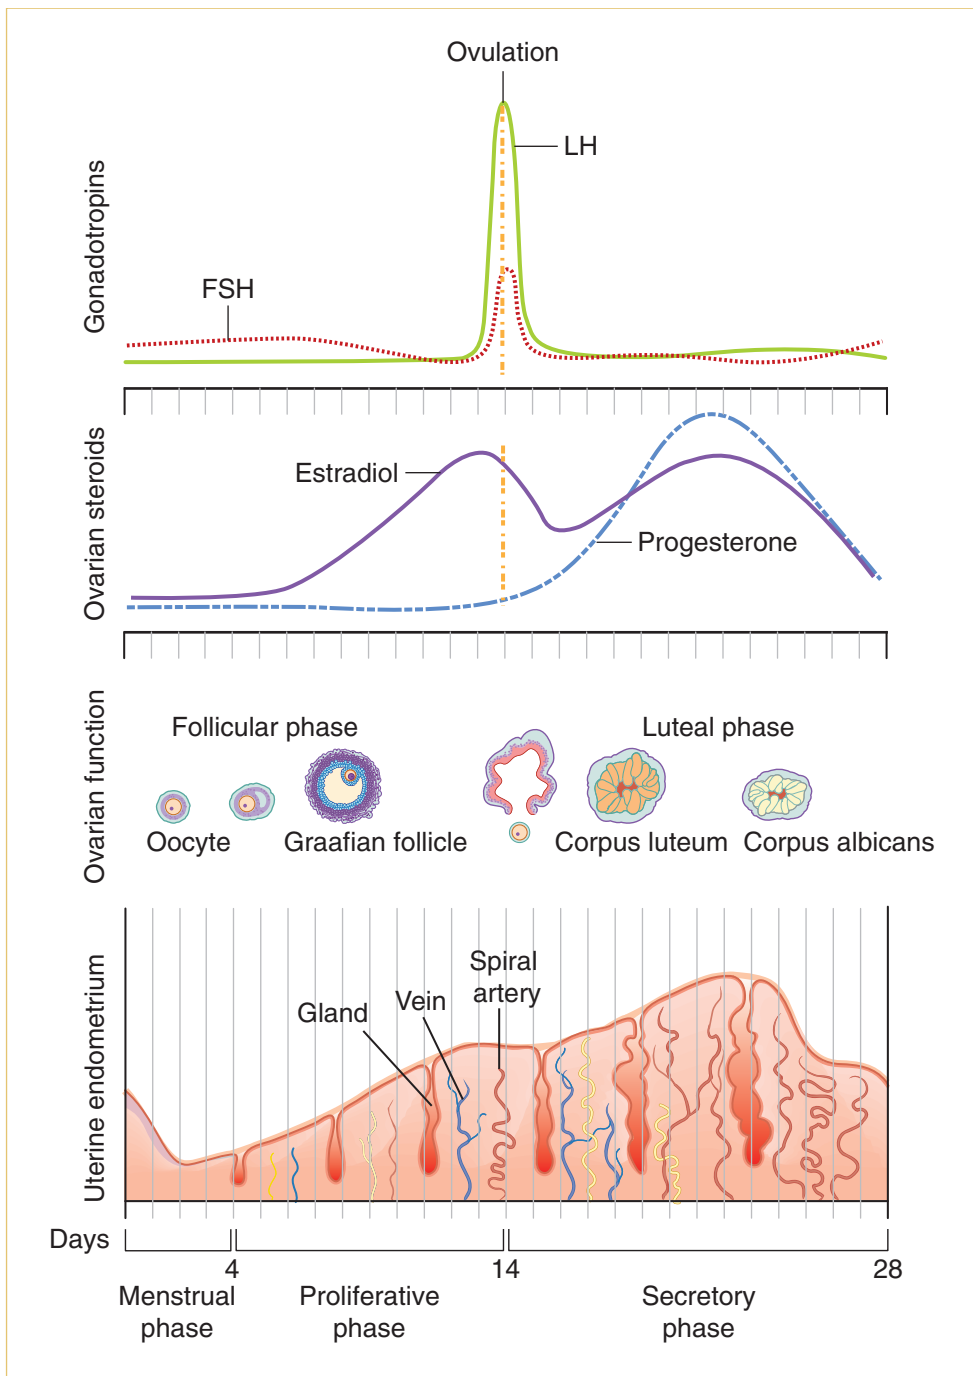 Ovulation
LH
FSH
Gonadotropins
Estradiol
Progesterone
Ovarian steroids
Follicular phase
Luteal phase
Oocyte
Graafian follicle
Corpus luteum
Corpus albicans
Ovarian function
Spiral
artery
Vein
Gland
Uterine endometrium
Days
4
14
28
Menstrual
phase
Proliferative
phase
Secretory
phase